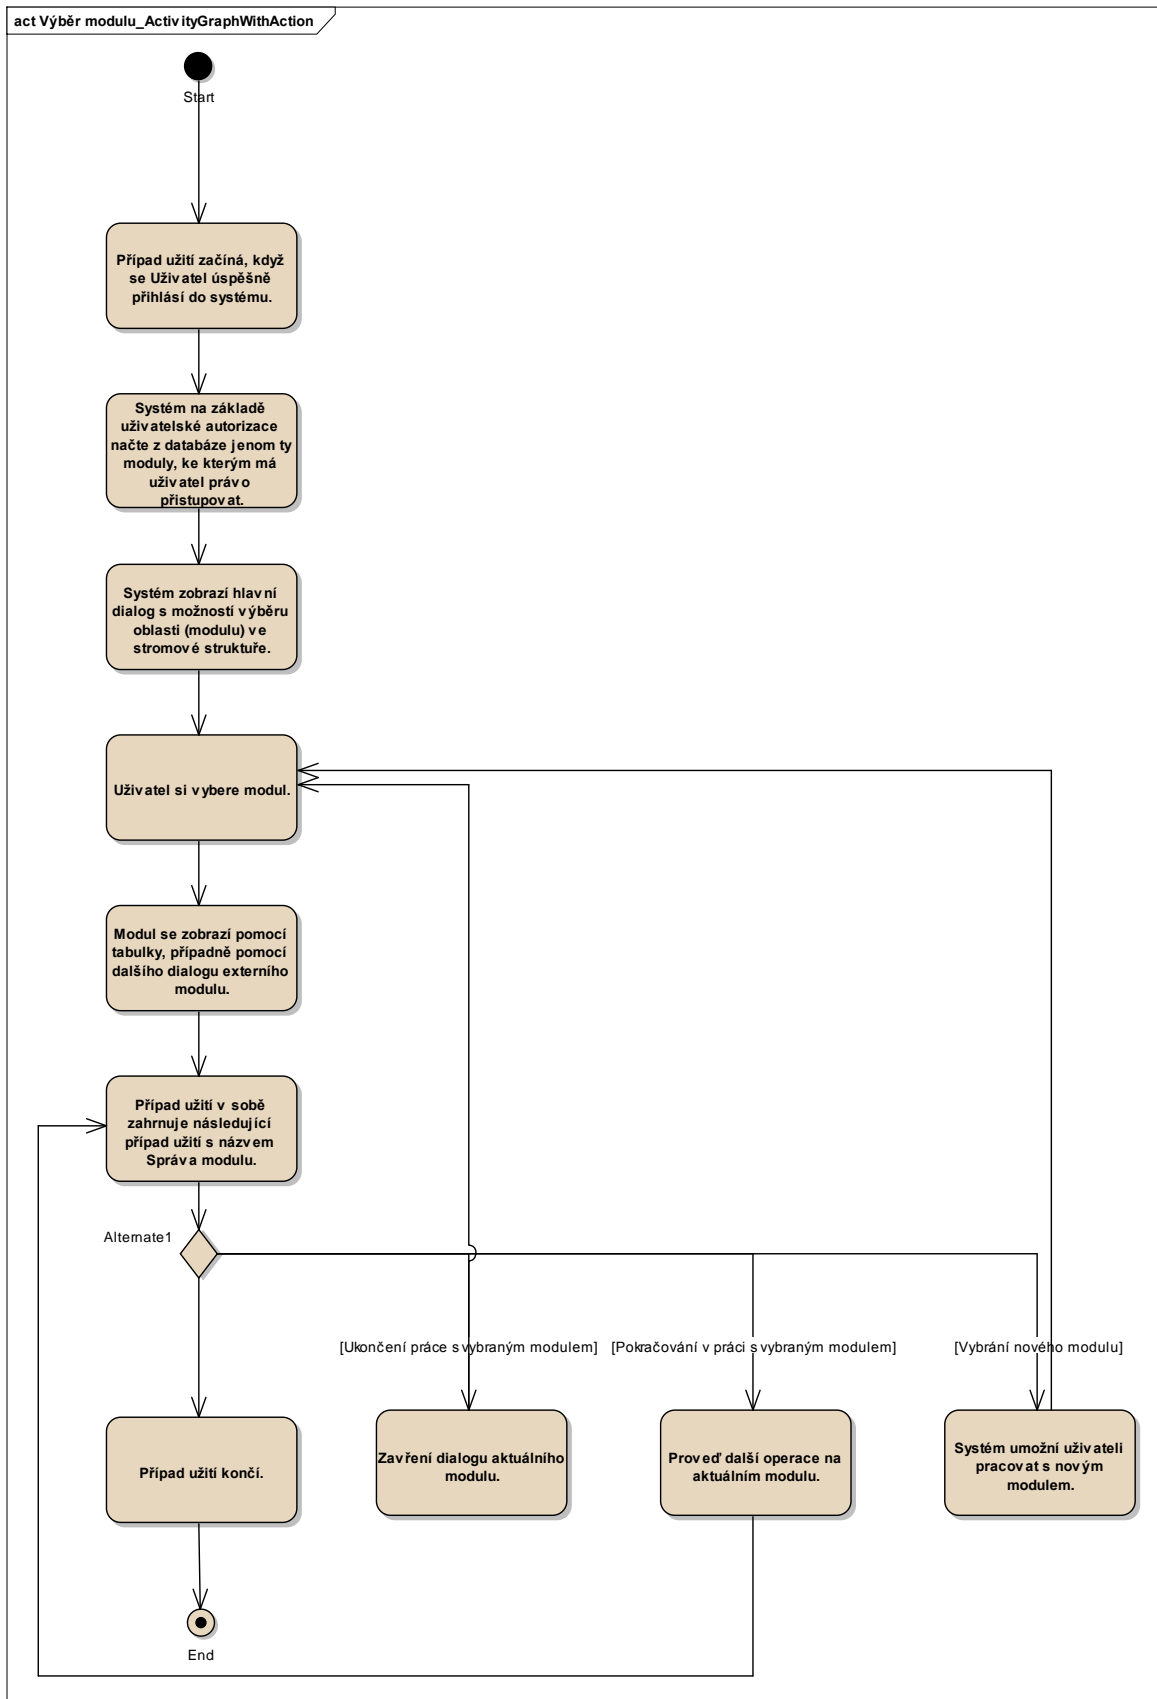 act Výběr modulu_ActivityGraphWithAction
Start
Případ užití začíná, když
se Uživatel úspěšně
přihlásí do systému.
Systém na základě
uživatelské autorizace
načte z databáze jenom ty
moduly, ke kterým má
uživatel právo
přistupovat.
Systém zobrazí hlavní
dialog s možností výběru
oblasti (modulu) ve
stromové struktuře.
Uživatel si vybere modul.
Modul se zobrazí pomocí
tabulky, případně pomocí
dalšího dialogu externího
modulu.
Případ užití v sobě
zahrnuje následující
případ užití s názvem
Správa modulu.
Alternate1
[Ukončení práce s vybraným modulem]
[Pokračování v práci s vybraným modulem]
[Vybrání nového modulu]
Případ užití končí.
Zavření dialogu aktuálního
modulu.
Proveď další operace na
aktuálním modulu.
Systém umožní uživateli
pracovat s novým
modulem.
End